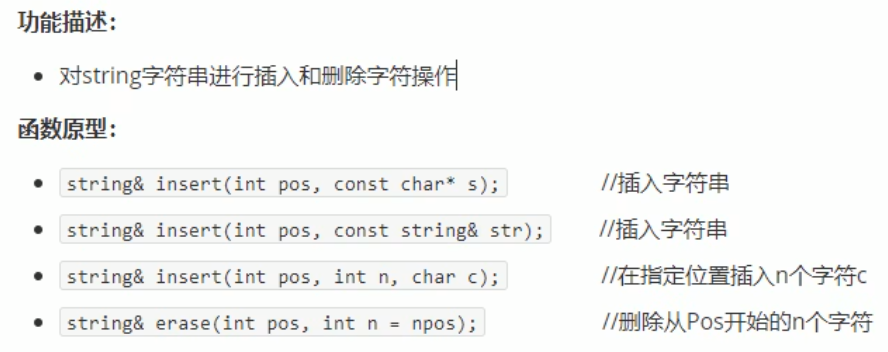 功能描述：
• 对string字符串进行插入和删除字符操作
函数原型：
• string& insert(int pos, const char* s); //插入字符串
• string& insert(int pos, const string& str); //插入字符串
• string& insert(int pos, int n, char c); //在指定位置插入n个字符c
• string& erase(int pos, int n = npos); //删除从Pos开始的n个字符